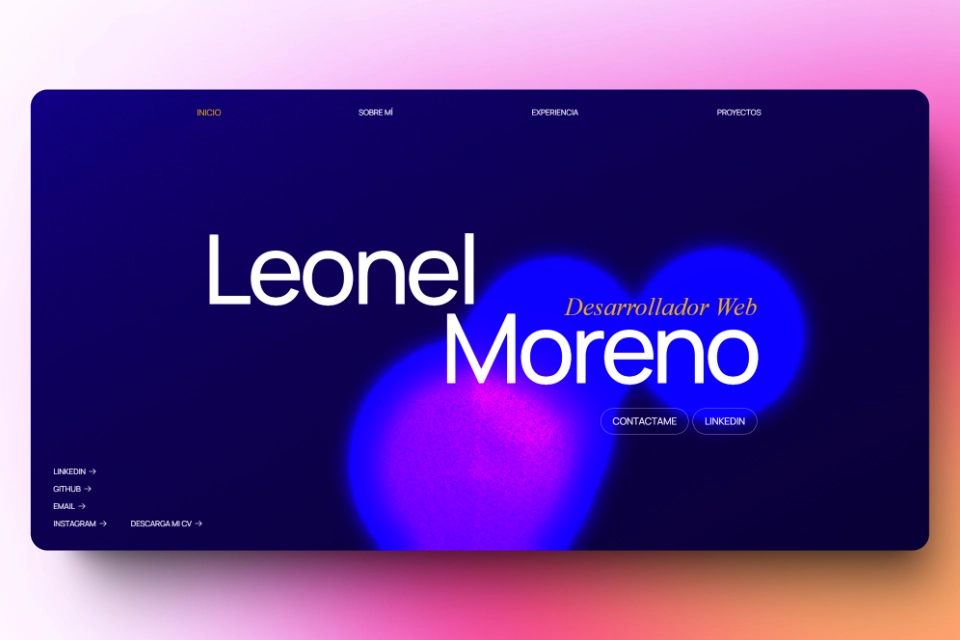 INICIO SOBRE MÍ EXPERIENCIA PROYECTOS
Leonel
Desarrollador Web
Moreno
CONTACTAME LINKEDIN
LINKEDIN →
GITHUB →
EMAIL →
INSTAGRAM → DESCARGA MI CV →